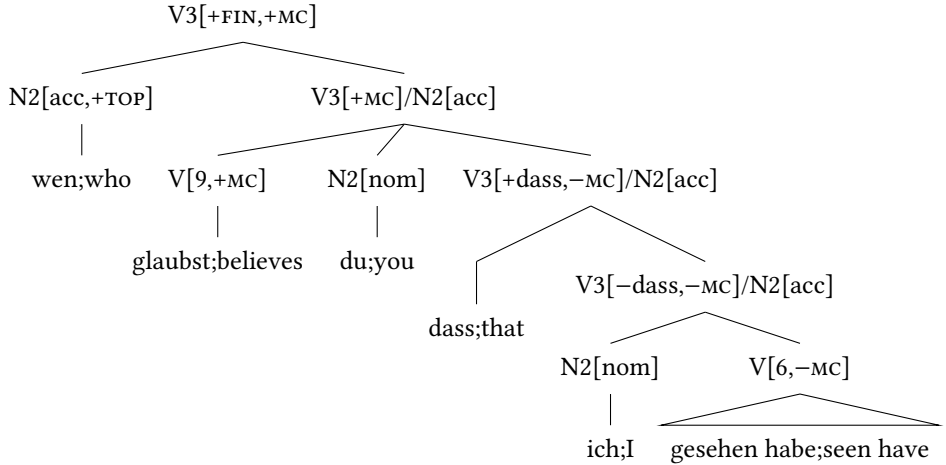 V3[+FIN,+MC]
N2[acc,+TOP] V3[+MC]/N2[acc]
wen;who V[9,+MC] N2[nom] V3[+dass,−MC]/N2[acc]
glaubst;believes du;you
V3[−dass,−MC]/N2[acc]
dass;that
N2[nom] V[6,−MC]
ich;I gesehen habe;seen have